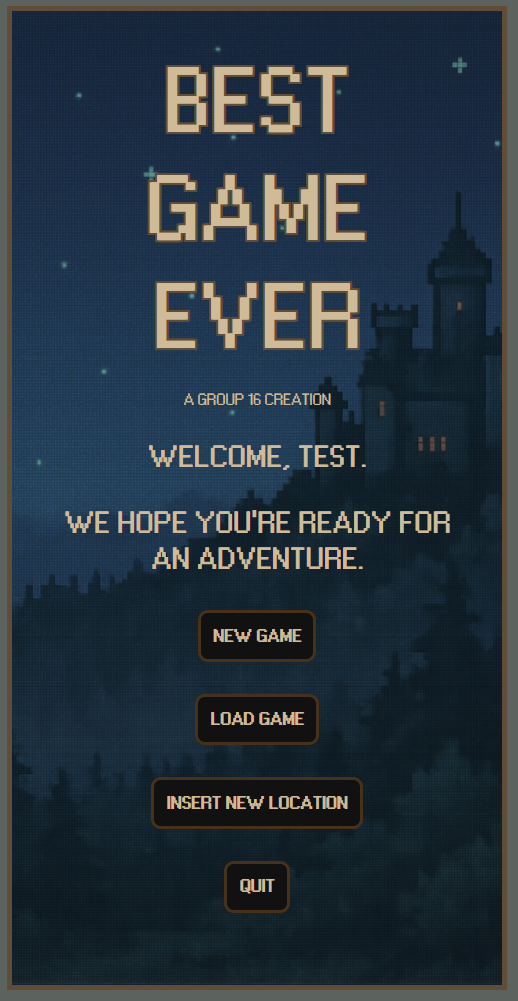 BEST
GAME
EVER
A GROUP 16 CREATION
WELCOME, TEST.
WE HOPE YOU'RE READY FOR
AN ADVENTURE.
NEW GAME
LOAD GAME
INSERT NEW LOCATION
QUIT